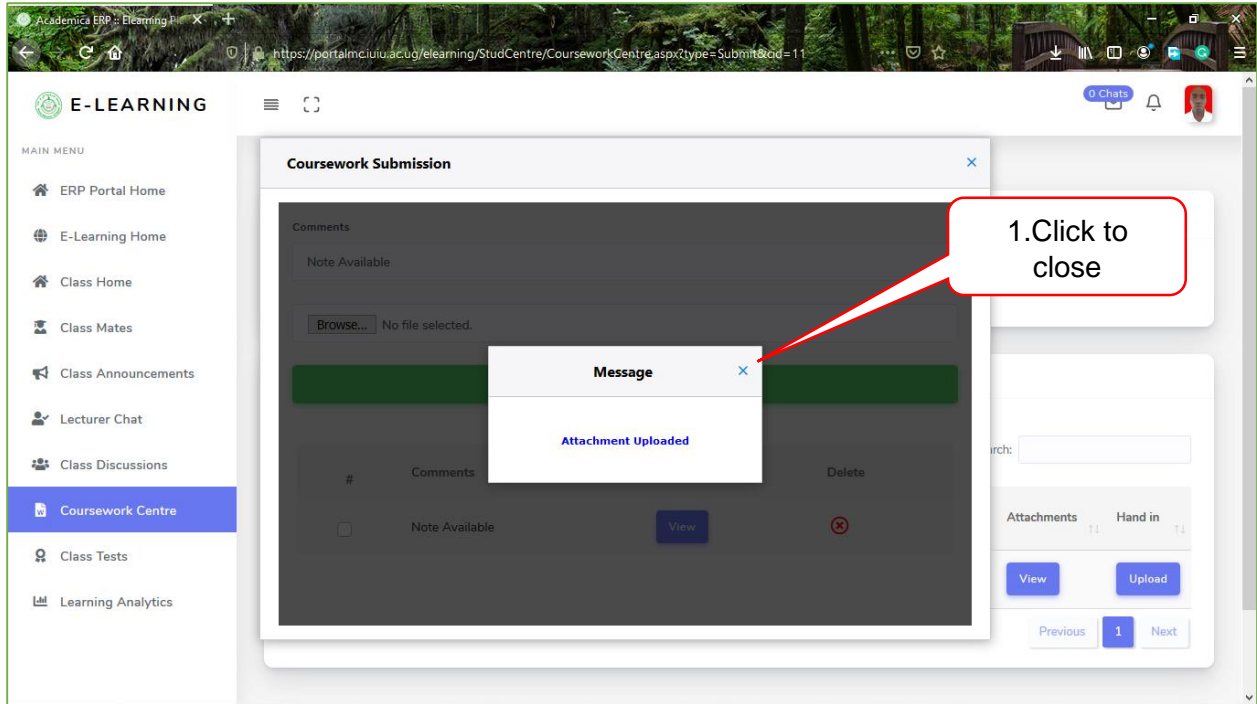 Academica ERP :: Elearning Pl
https://portalmc.iuiu.ac.ug/elearning/StudCentre/CourseworkCentre.aspx?type=Submit&cid=11
E-LEARNING
0 Chats
MAIN MENU
ERP Portal Home
E-Learning Home
Class Home
Class Mates
Class Announcements
Lecturer Chat
Class Discussions
Coursework Centre
Class Tests
Learning Analytics
Coursework Submission
Comments
Note Available
Browse... No file selected.
Message
Attachment Uploaded
# Comments Delete
Note Available View
1.Click to
close
arch:
Attachments Hand in
View Upload
Previous 1 Next